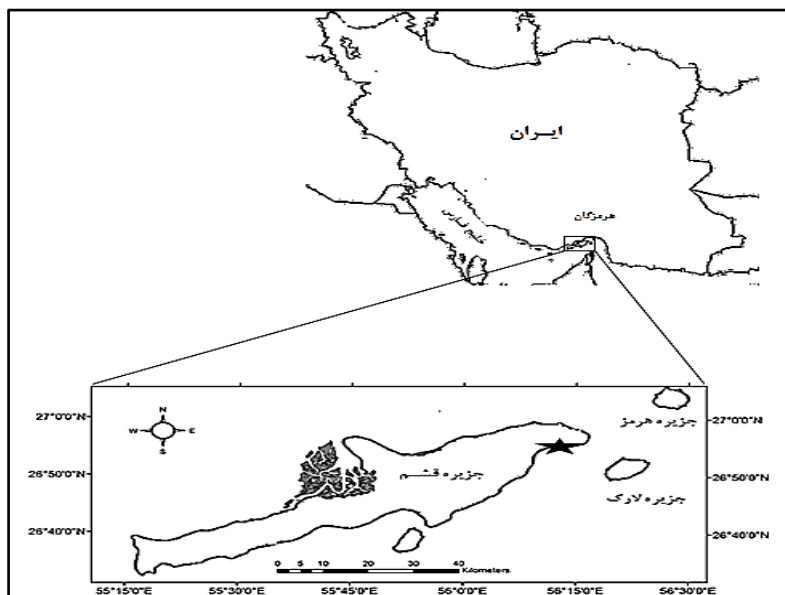 ایـران
هرمزگان
خلیج فارس
27°0'0"N
27°0'0"N
جزیره هرمز
N
W
E
S
جزیره قشـم
26°50'0"N
26°50'0"N
جزیره لارک
26°40'0"N
26°40'0"N
0 5 10 20 30 40
Kilometers
55°15'0"E 55°30'0"E 55°45'0"E 56°0'0"E 56°15'0"E 56°30'0"E